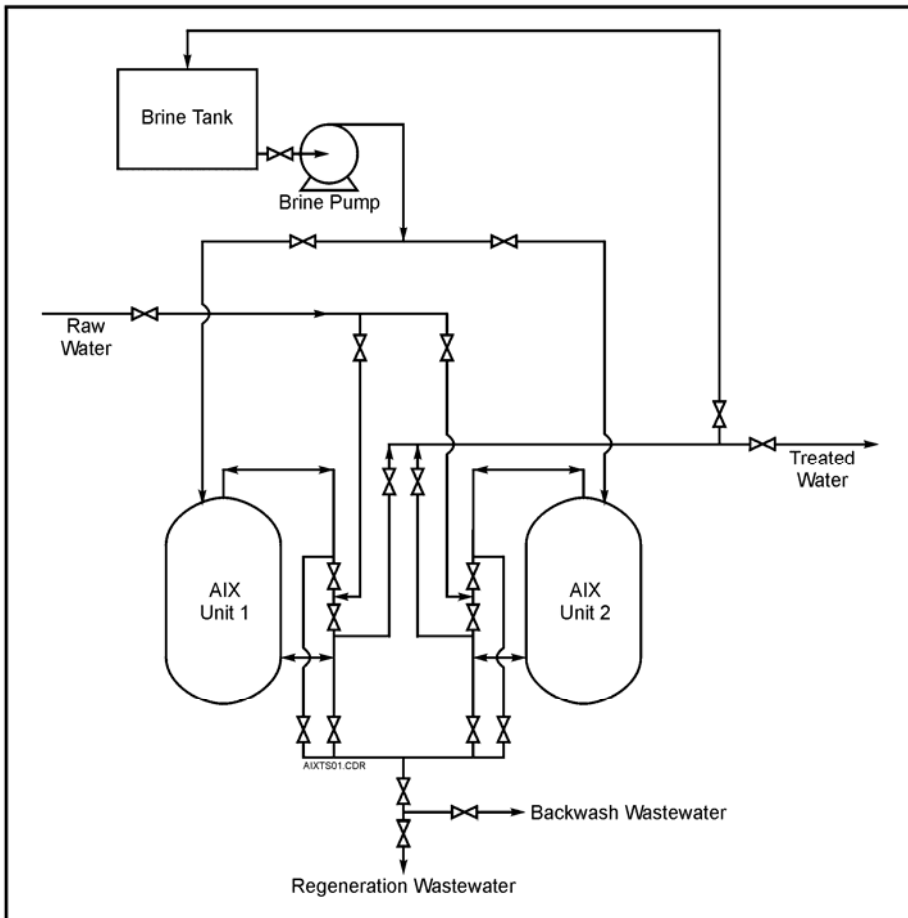 Brine Tank
Brine Pump
Raw
Water
Treated
Water
AIX
Unit 1
AIX
Unit 2
AIXTS01.CDR
Backwash Wastewater
Regeneration Wastewater